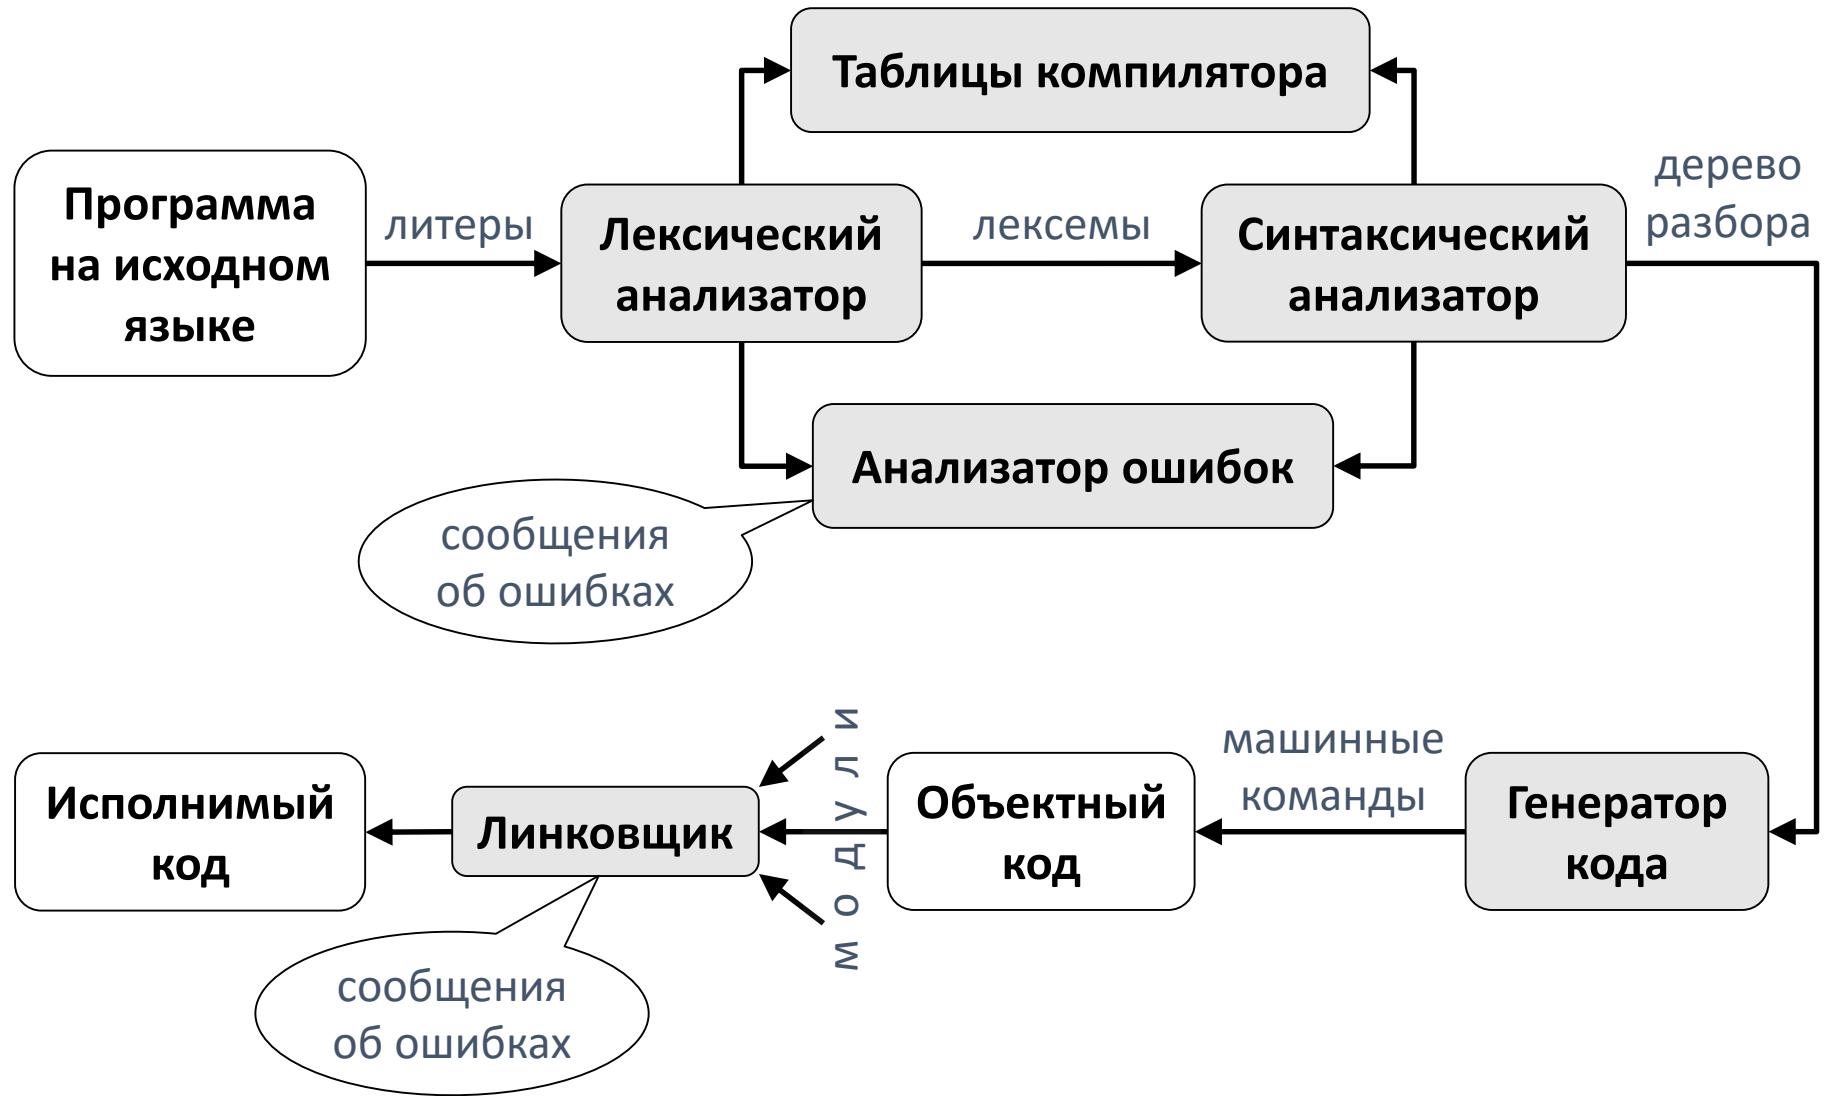 Таблицы компилятора
Программа
на исходном
языке
литеры
Лексический
анализатор
лексемы
Синтаксический
анализатор
дерево
разбора
Анализатор ошибок
сообщения
об ошибках
Исполнимый
код
Линковщик
модули
Объектный
код
машинные
команды
Генератор
кода
сообщения
об ошибках